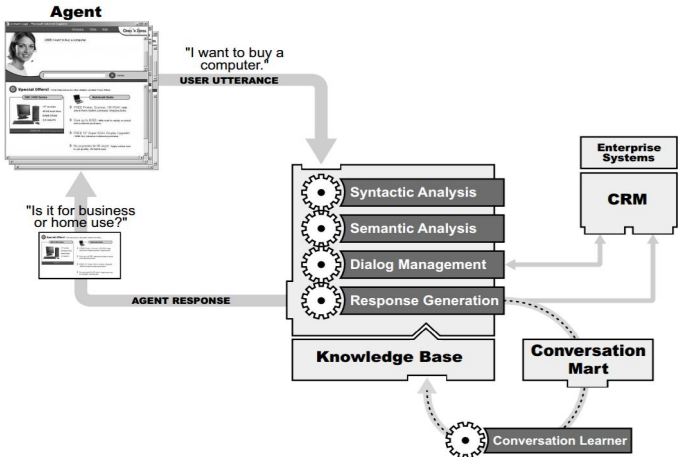 Agent
"I want to buy a
computer."
USER UTTERANCE
Special Offers!
"Is it for business
or home use?"
AGENT RESPONSE
Syntactic Analysis
Semantic Analysis
Dialog Management
Response Generation
Knowledge Base
Enterprise
Systems
CRM
Conversation
Mart
Conversation Learner